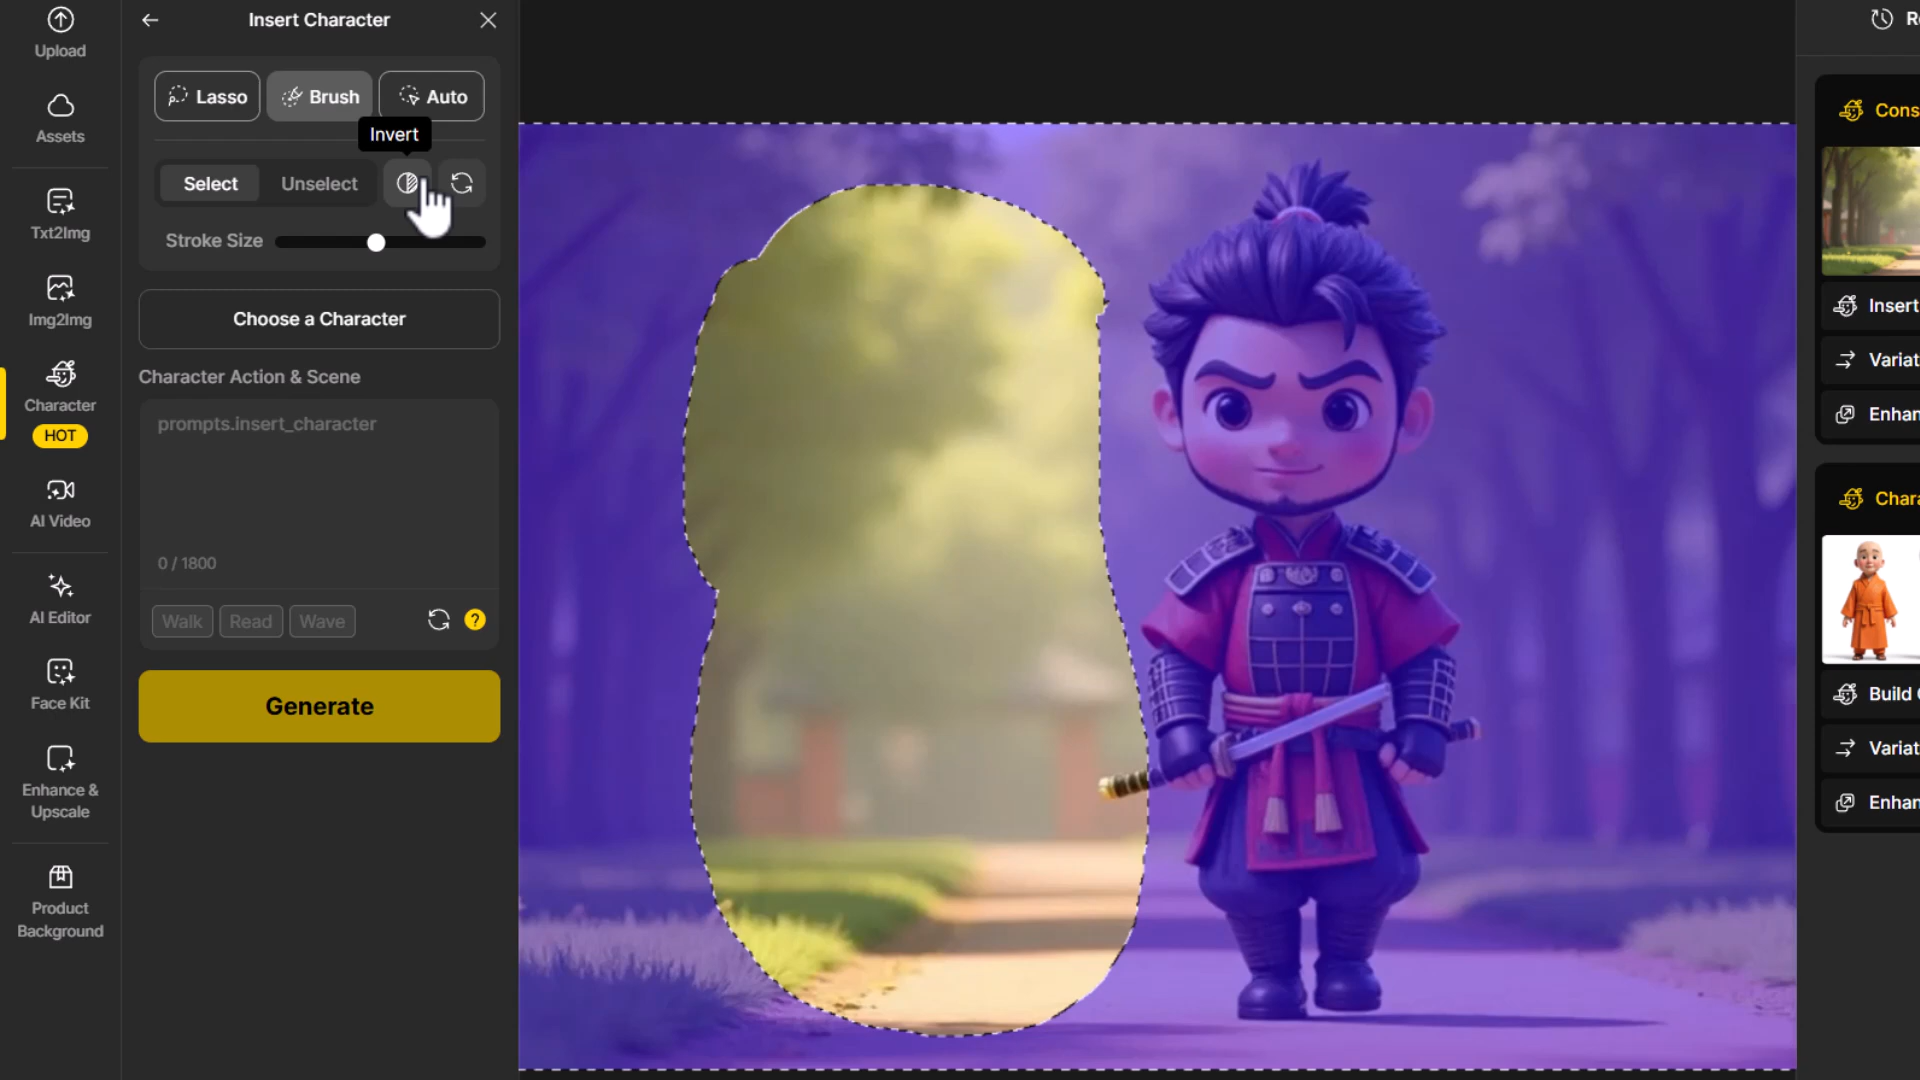 Upload
Assets
Txt2Img
Img2Img
Character
HOT
AI Video
AI Editor
Face Kit
Enhance &
Upscale
Product
Background
Insert Character
Lasso
Brush
Auto
Invert
Select
Unselect
Stroke Size
Choose a Character
Character Action & Scene
prompts.insert_character
0 / 1800
Walk
Read
Wave
?
Generate
Cons
Insert
Variat
Enhan
Chara
Build
Variat
Enhan